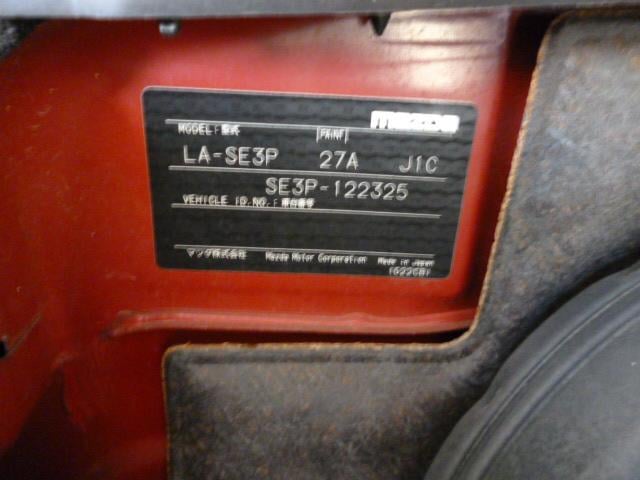 mazda
MODEL: 型式 PAINT
LA-SE3P 27A J1C
SE3P-122325
VEHICLE ID.NO.: 車台番号
マツダ株式会社 Mazda Motor Corporation Made in Japan